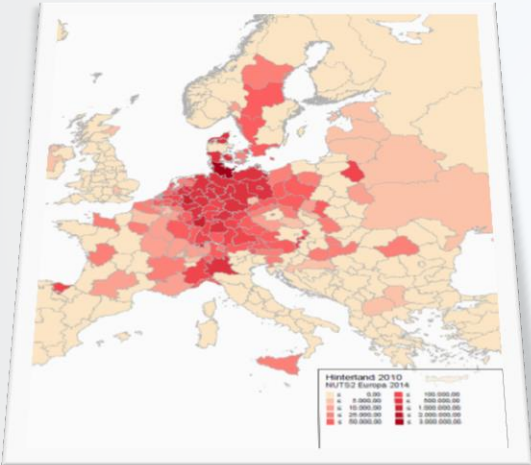 Hinterland 2010
NUTS2 Europa 2014
≤ 0,00 ≤ 100.000,00
≤ 5.000,00 ≤ 500.000,00
≤ 10.000,00 ≤ 1.000.000,00
≤ 25.000,00 ≤ 2.000.000,00
≤ 50.000,00 ≤ 3.000.000,00